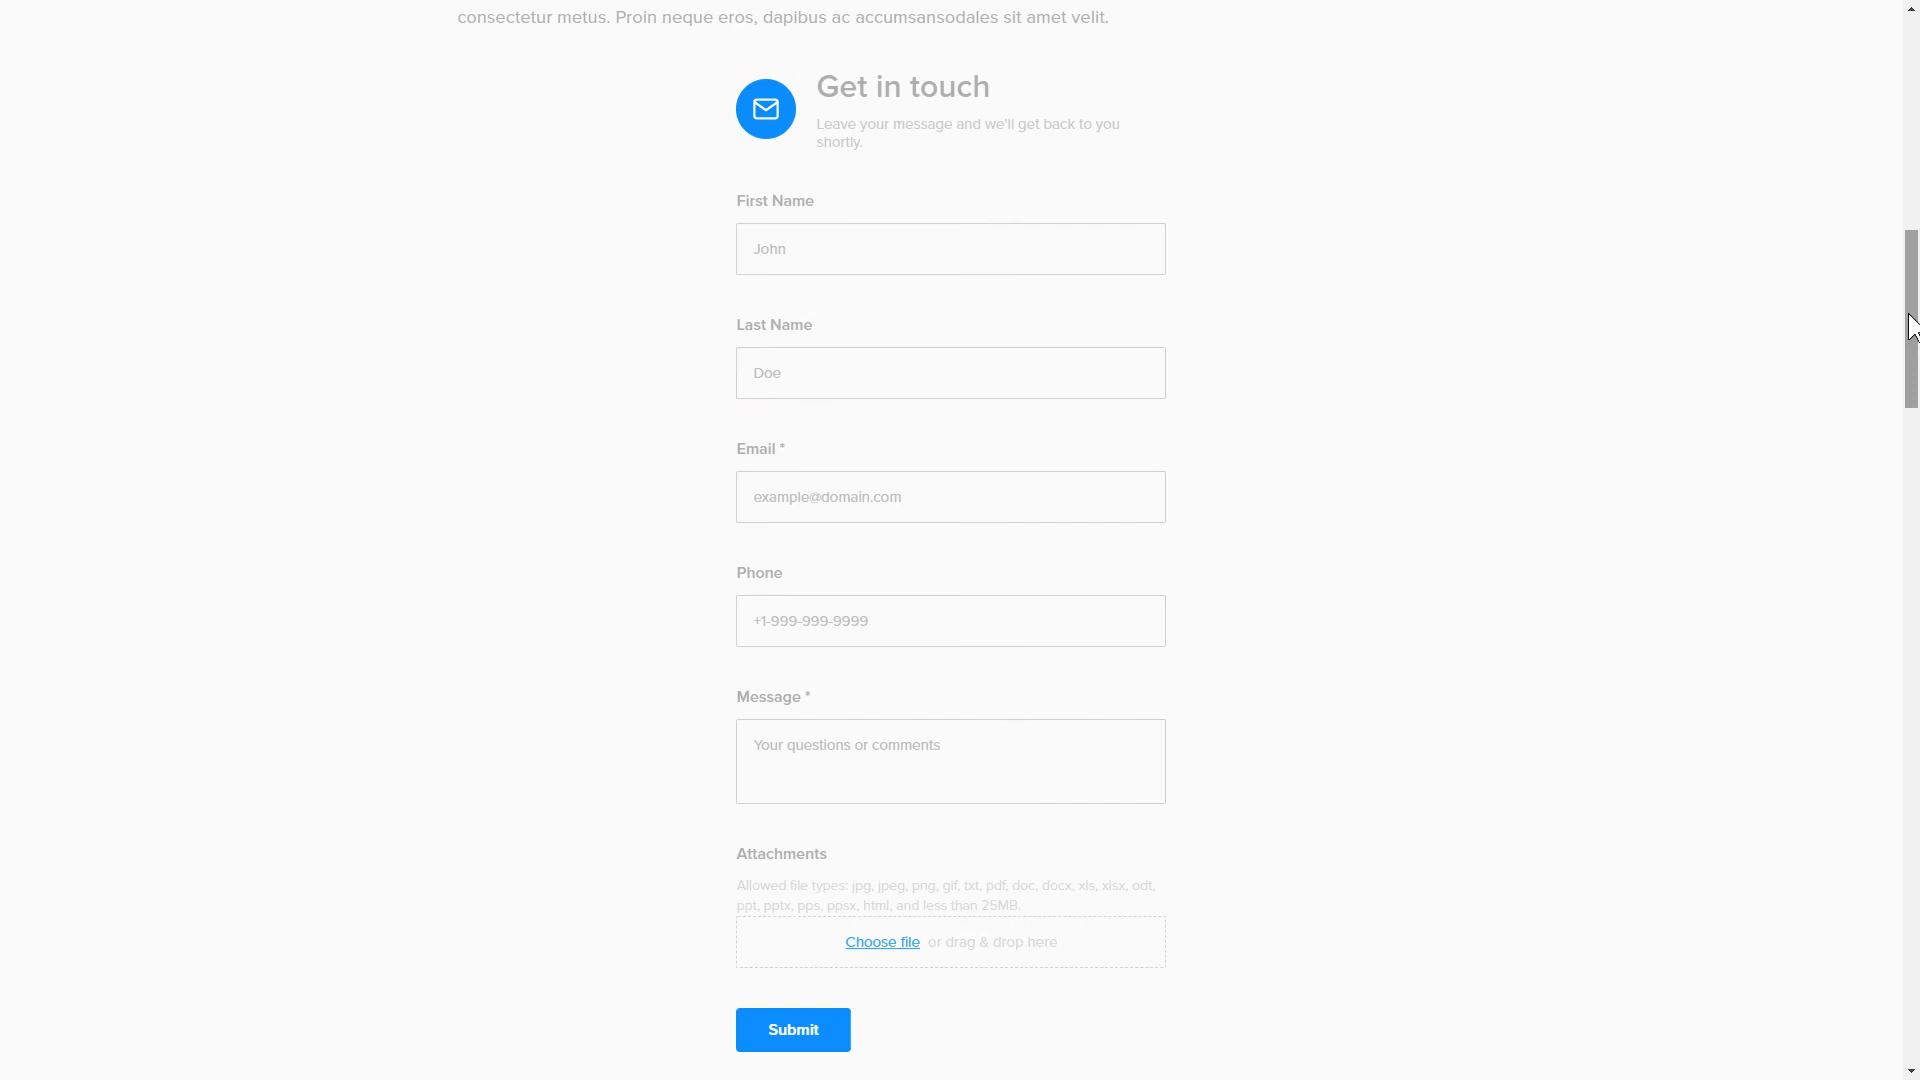 consectetur metus. Proin neque eros, dapibus ac accumsansodales sit amet velit.
Get in touch
Leave your message and we'll get back to you
shortly.
First Name
John
Last Name
Doe
Email *
example@domain.com
Phone
+1-999-999-9999
Message *
Your questions or comments
Attachments
Allowed file types: jpg, jpeg, png, gif, txt, pdf, doc, docx, xls, xlsx, odt,
ppt, pptx, pps, ppsx, html, and less than 25MB.
Choose file or drag & drop here
Submit